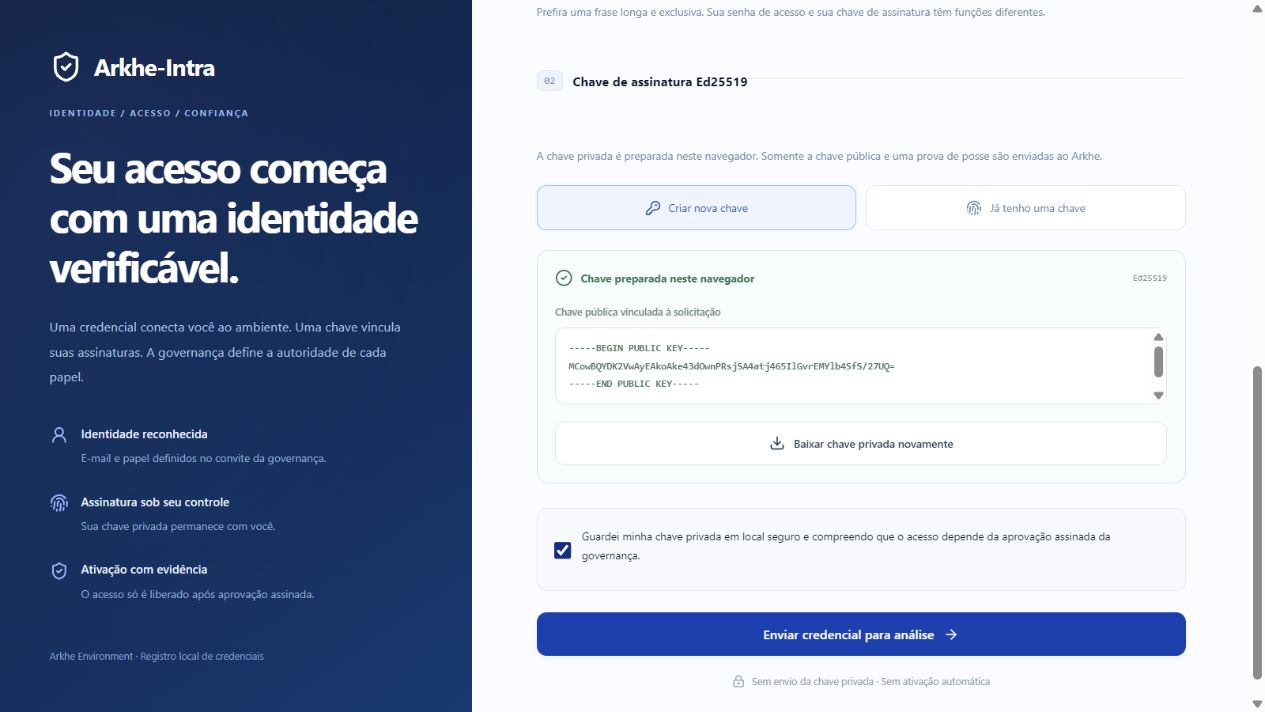 Arkhe-Intra
IDENTIDADE / ACESSO / CONFIANÇA
Seu acesso começa
com uma identidade
verificável.
Uma credencial conecta você ao ambiente. Uma chave vincula
suas assinaturas. A governança define a autoridade de cada
papel.
Identidade reconhecida
E-mail e papel definidos no convite da governança.
Assinatura sob seu controle
Sua chave privada permanece com você.
Ativação com evidência
O acesso só é liberado após aprovação assinada.
Arkhe Environment · Registro local de credenciais
Prefira uma frase longa e exclusiva. Sua senha de acesso e sua chave de assinatura têm funções diferentes.
02 Chave de assinatura Ed25519
A chave privada é preparada neste navegador. Somente a chave pública e uma prova de posse são enviadas ao Arkhe.
Criar nova chave
Já tenho uma chave
Chave preparada neste navegador
Ed25519
Chave pública vinculada à solicitação
-----BEGIN PUBLIC KEY-----
MCowBQYDK2VwAyEAkoAke43dOwnPRsjSA4atj465IlGvrEMYlb4SfS/27UQ=
-----END PUBLIC KEY-----
Baixar chave privada novamente
Guardei minha chave privada em local seguro e compreendo que o acesso depende da aprovação assinada da
governança.
Enviar credencial para análise
Sem envio da chave privada · Sem ativação automática